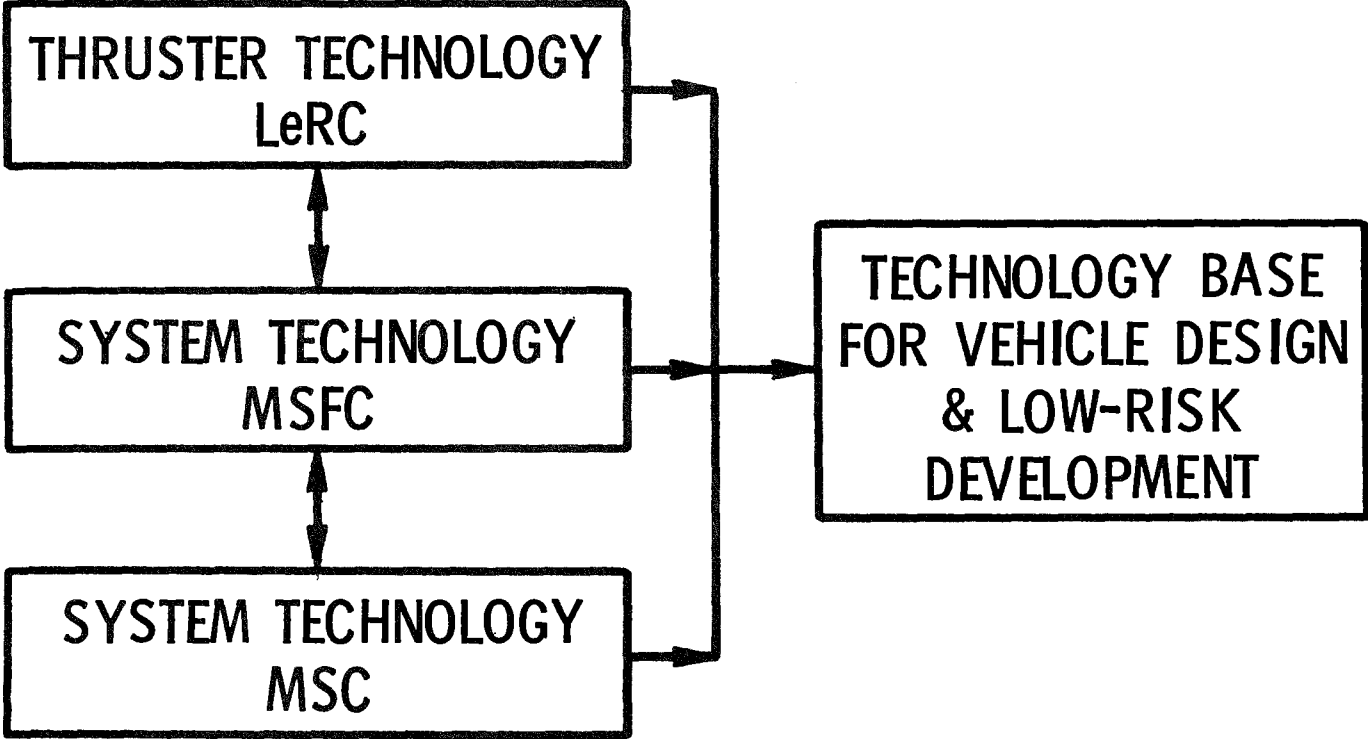 THRUSTER TECHNOLOGY
LeRC
SYSTEM TECHNOLOGY
MSFC
SYSTEM TECHNOLOGY
MSC
TECHNOLOGY BASE
FOR VEHICLE DESIGN
& LOW-RISK
DEVELOPMENT